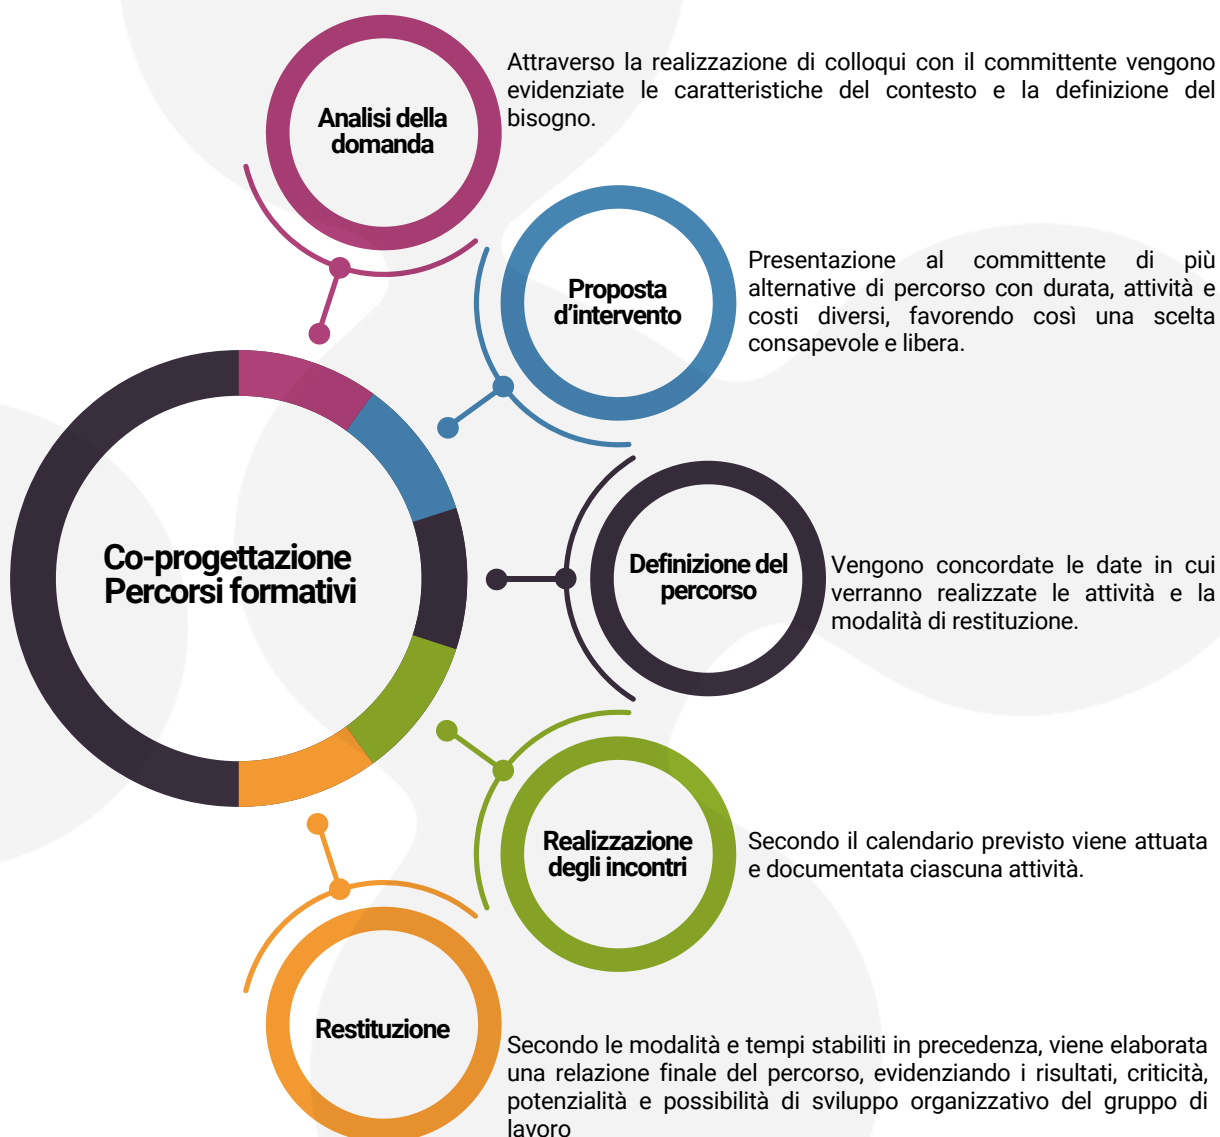 Analisi della
domanda
Attraverso la realizzazione di colloqui con il committente vengono
evidenziate le caratteristiche del contesto e la definizione del
bisogno.
Proposta
d'intervento
Presentazione al committente di più
alternative di percorso con durata, attività e
costi diversi, favorendo così una scelta
consapevole e libera.
Co-progettazione
Percorsi formativi
Definizione del
percorso
Vengono concordate le date in cui
verranno realizzate le attività e la
modalità di restituzione.
Realizzazione
degli incontri
Secondo il calendario previsto viene attuata
e documentata ciascuna attività.
Restituzione
Secondo le modalità e tempi stabiliti in precedenza, viene elaborata
una relazione finale del percorso, evidenziando i risultati, criticità,
potenzialità e possibilità di sviluppo organizzativo del gruppo di
lavoro